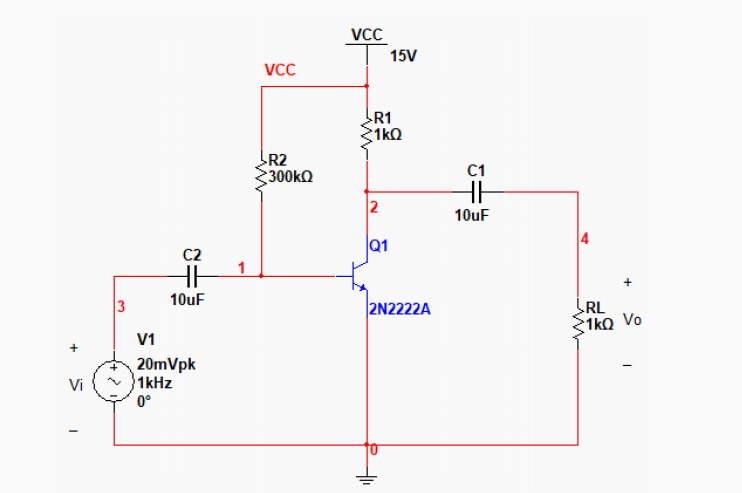 VCC
15V
VCC
R1
1kΩ
R2
300kΩ
C1
10uF
2
4
Q1
2N2222A
C2
10uF
1
3
V1
20mVpk
1kHz
0°
+
Vi
−
RL
1kΩ
+
Vo
−
0